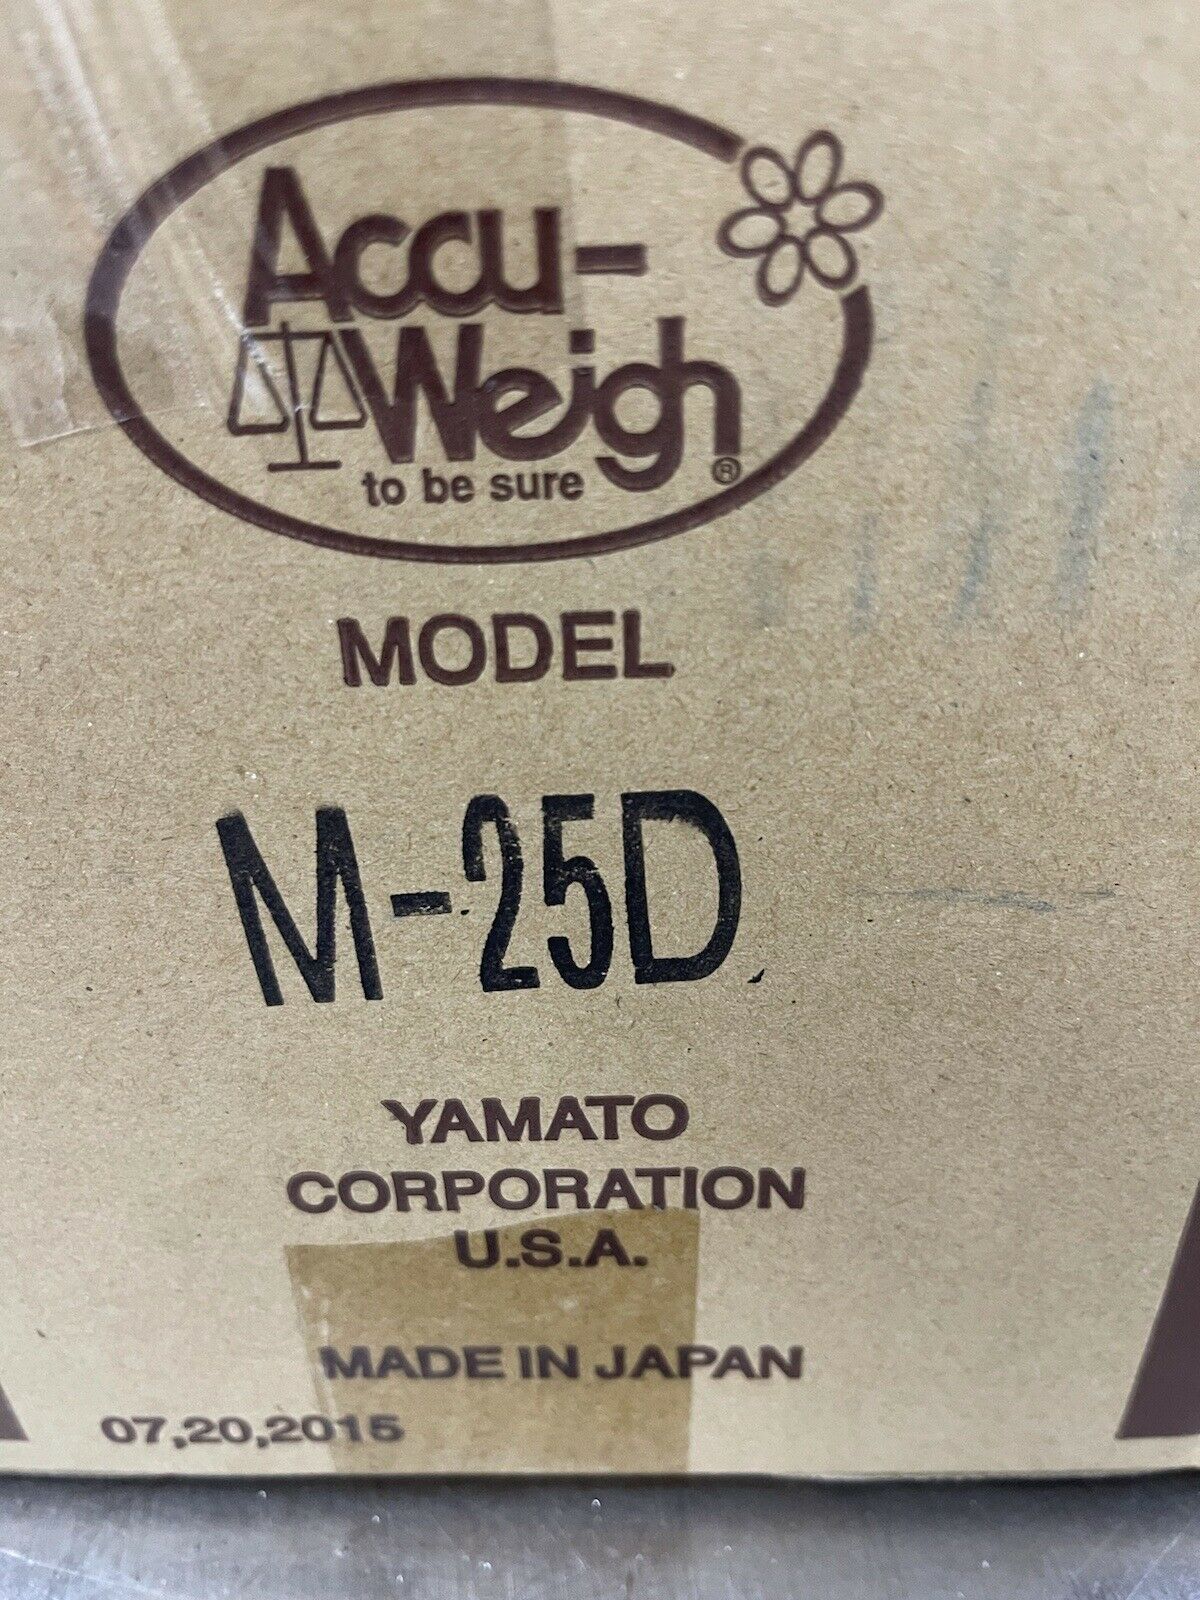 Accu-
Weigh®
to be sure
MODEL
M-25D
YAMATO
CORPORATION
U.S.A.
MADE IN JAPAN
07,20,2015